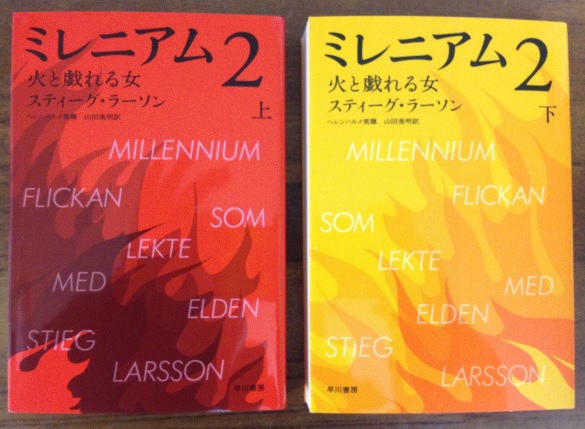 ミレニアム2
火と戯れる女
スティーグ・ラーソン
上
ヘレンハルメ美穂 山田美明訳
MILLENNIUM
FLICKAN
SOM
LEKTE
MED
ELDEN
STIEG
LARSSON
早川書房
ミレニアム2
火と戯れる女
スティーグ・ラーソン
下
ヘレンハルメ美穂 山田美明訳
MILLENNIUM
FLICKAN
SOM
LEKTE
MED
ELDEN
STIEG
LARSSON
早川書房